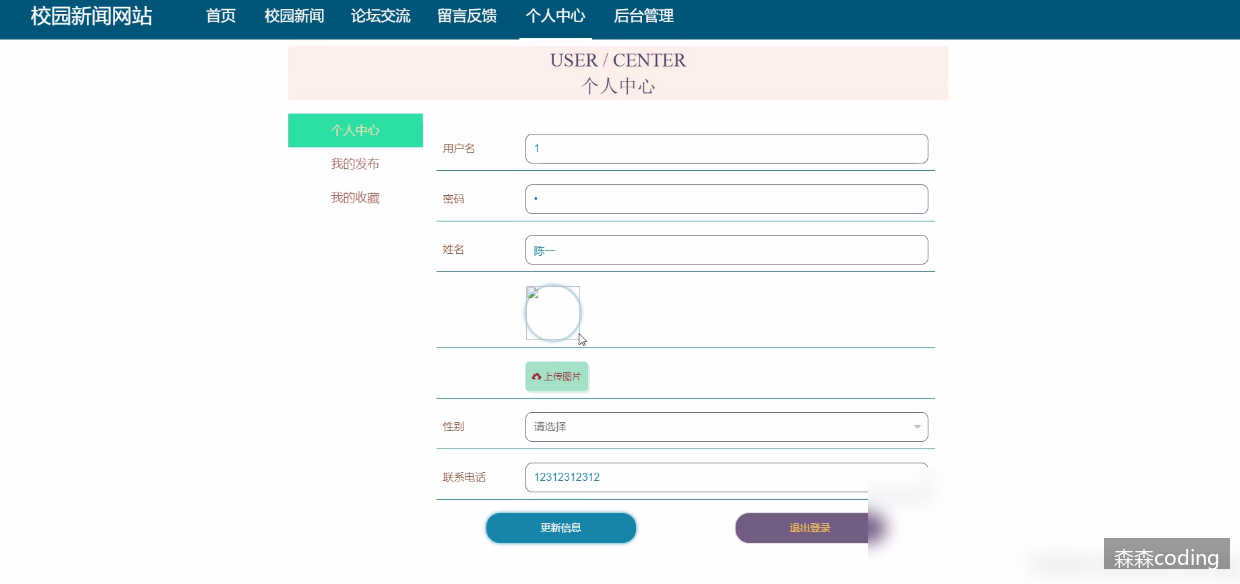 校园新闻网站 首页 校园新闻 论坛交流 留言反馈 个人中心 后台管理
USER / CENTER
个人中心
个人中心
我的发布
我的收藏
用户名 1
密码 •
姓名 陈一
上传图片
性别 请选择
联系电话 12312312312
更新信息 退出登录
森森coding